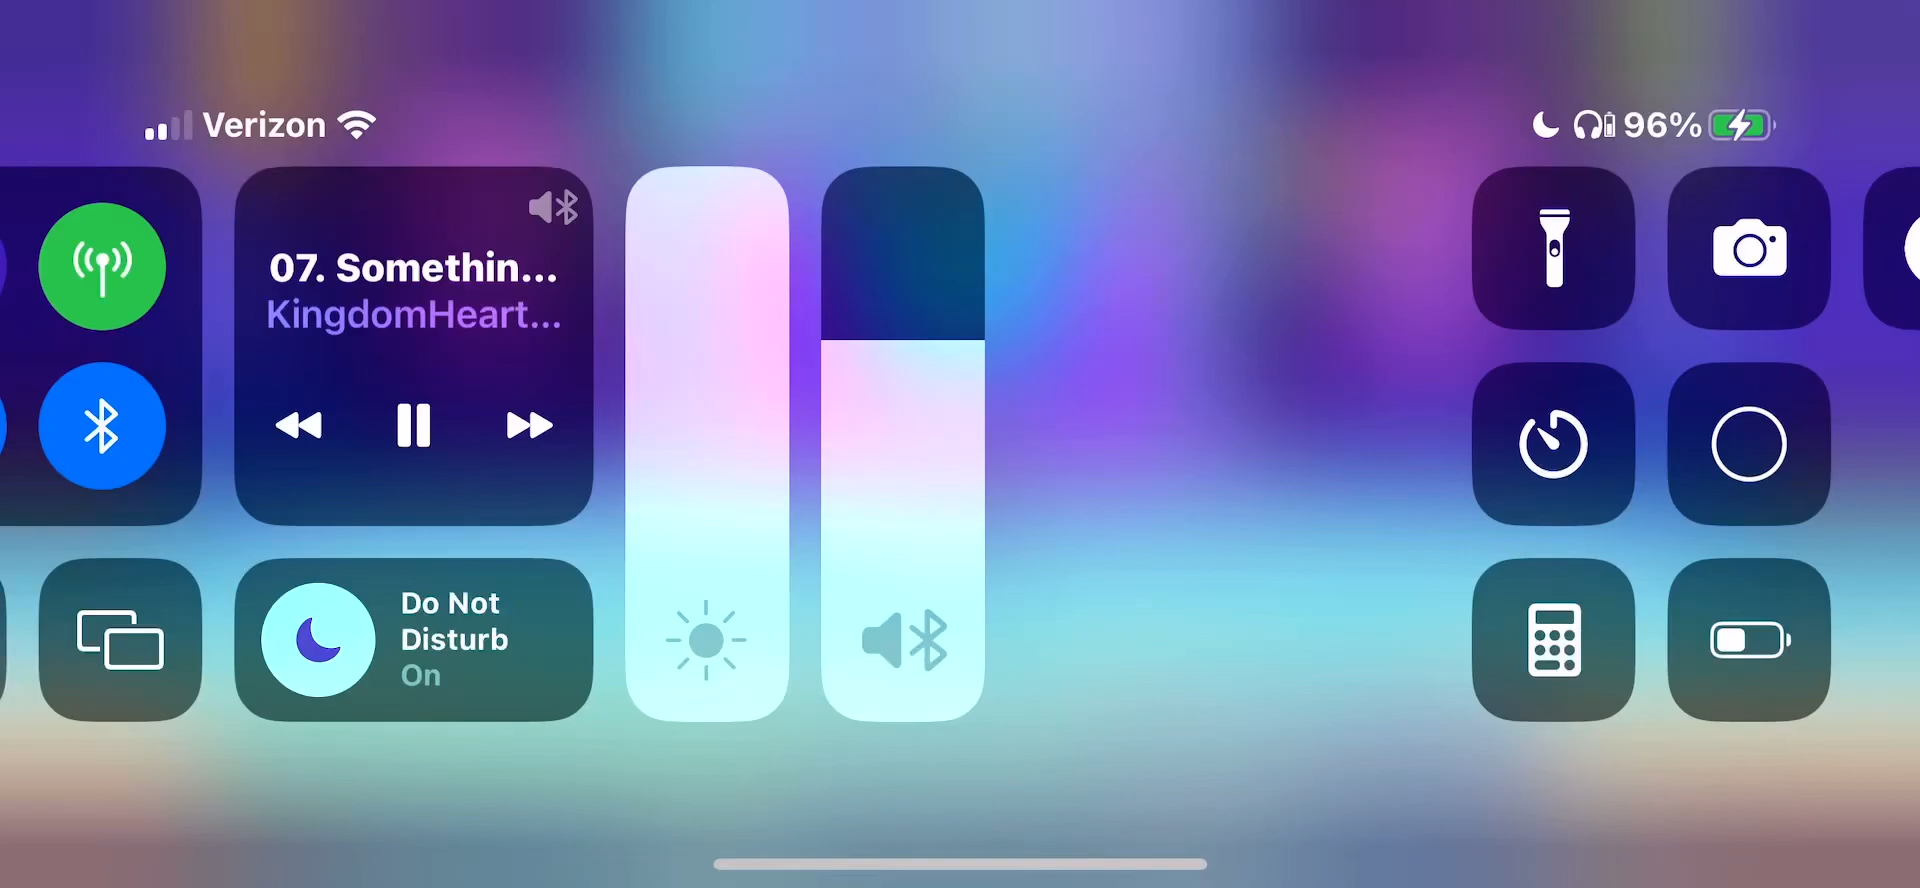 Verizon
96%
07. Somethin...
KingdomHeart...
Do Not
Disturb
On